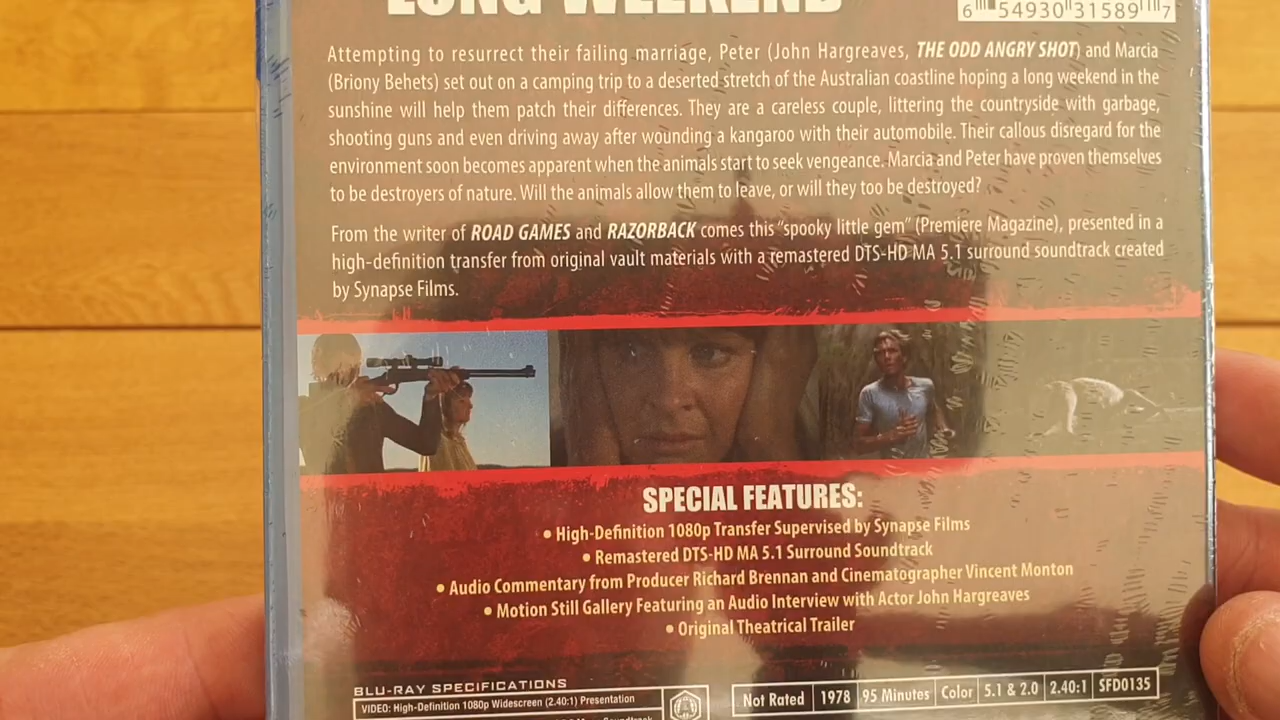 LONG WEEKEND
6 54930 31589 7
Attempting to resurrect their failing marriage, Peter (John Hargreaves, THE ODD ANGRY SHOT) and Marcia
(Briony Behets) set out on a camping trip to a deserted stretch of the Australian coastline hoping a long weekend in the
sunshine will help them patch their differences. They are a careless couple, littering the countryside with garbage,
shooting guns and even driving away after wounding a kangaroo with their automobile. Their callous disregard for the
environment soon becomes apparent when the animals start to seek vengeance. Marcia and Peter have proven themselves
to be destroyers of nature. Will the animals allow them to leave, or will they too be destroyed?
From the writer of ROAD GAMES and RAZORBACK comes this "spooky little gem" (Premiere Magazine), presented in a
high-definition transfer from original vault materials with a remastered DTS-HD MA 5.1 surround soundtrack created
by Synapse Films.
SPECIAL FEATURES:
• High-Definition 1080p Transfer Supervised by Synapse Films
• Remastered DTS-HD MA 5.1 Surround Soundtrack
• Audio Commentary from Producer Richard Brennan and Cinematographer Vincent Monton
• Motion Still Gallery Featuring an Audio Interview with Actor John Hargreaves
• Original Theatrical Trailer
BLU-RAY SPECIFICATIONS
VIDEO: High-Definition 1080p Widescreen (2.40:1) Presentation
Not Rated 1978 95 Minutes Color 5.1 & 2.0 2.40:1 SFD0135